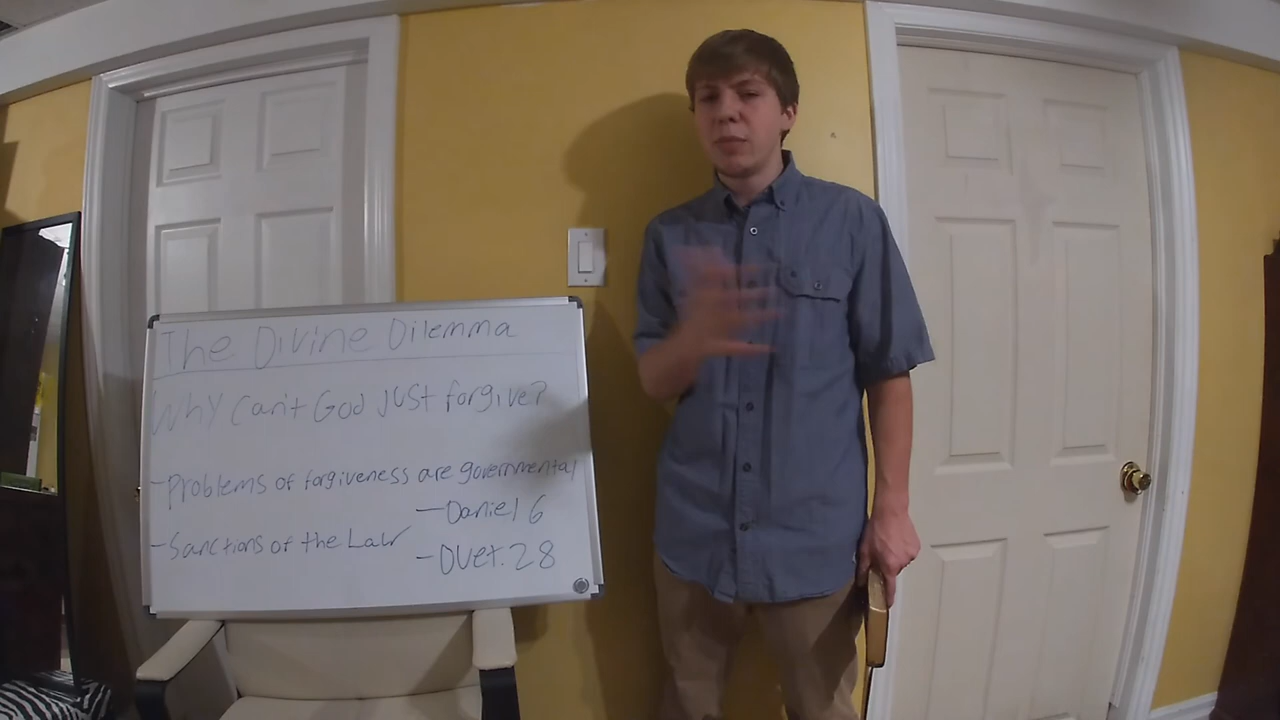 The Divine Dilemma
Why can't God just forgive?
-Problems of forgiveness are governmental
-Daniel 6
-Sanctions of the Law
-Duet. 28